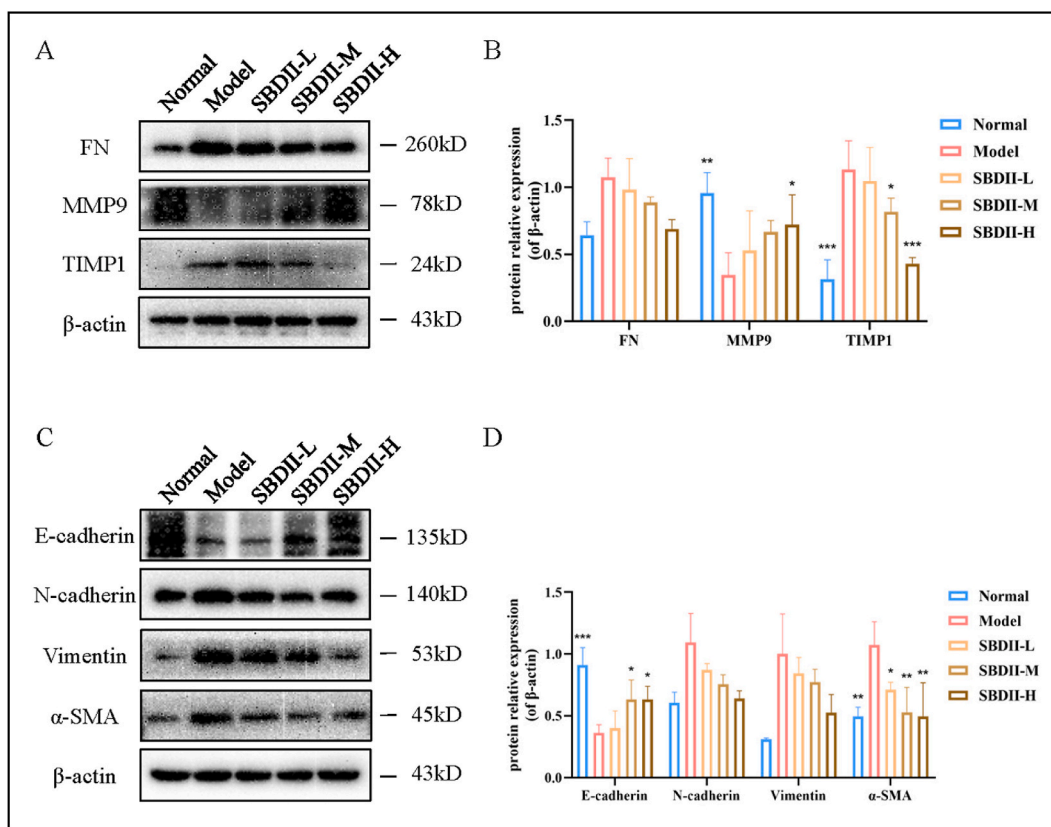 A
Normal
Model
SBDII-L
SBDII-M
SBDII-H
FN
260kD
MMP9
78kD
TIMP1
24kD
β-actin
43kD
B
protein relative expression
(of β-actin)
1.5
1.0
0.5
0.0
** * * *** ***
FN MMP9 TIMP1
Normal
Model
SBDII-L
SBDII-M
SBDII-H
C
Normal
Model
SBDII-L
SBDII-M
SBDII-H
E-cadherin
135kD
N-cadherin
140kD
Vimentin
53kD
α-SMA
45kD
β-actin
43kD
D
protein relative expression
(of β-actin)
1.5
1.0
0.5
0.0
*** * * ** * ** **
E-cadherin N-cadherin Vimentin α-SMA
Normal
Model
SBDII-L
SBDII-M
SBDII-H